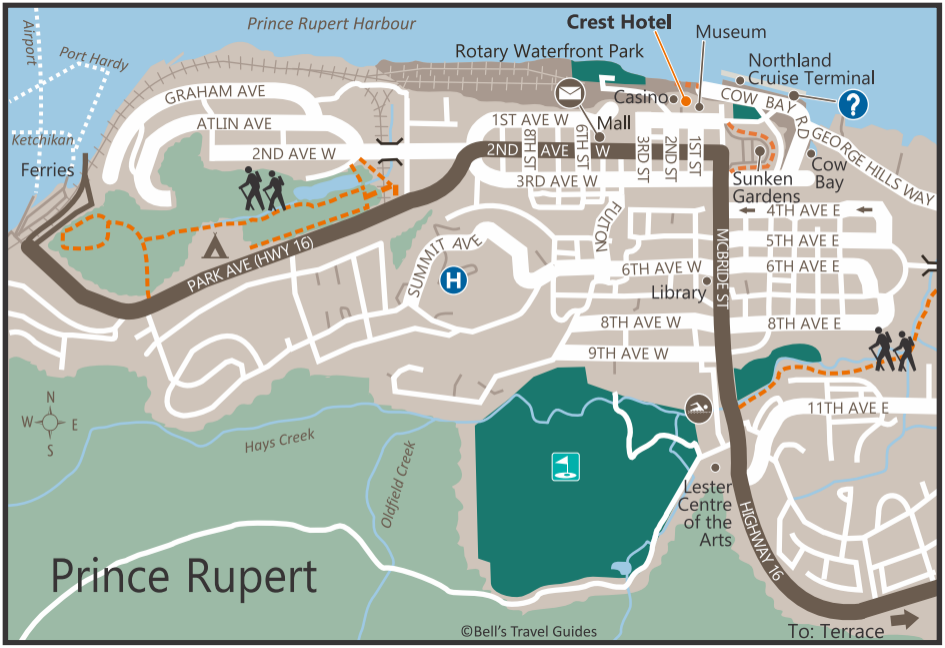 Prince Rupert Harbour
Crest Hotel
Museum
Airport
Port Hardy
Rotary Waterfront Park
Northland
Cruise Terminal
GRAHAM AVE
Casino
COW BAY RD
?
ATLIN AVE
1ST AVE W
Mall
GEORGE HILLS WAY
Ketchikan
Ferries
2ND AVE W
2ND AVE W
8TH ST
6TH ST
3RD ST
2ND ST
1ST ST
Cow
Bay
Sunken
Gardens
3RD AVE W
FULTON
4TH AVE E
SUMMIT AVE
MCBRIDE ST
5TH AVE E
PARK AVE (HWY 16)
H
6TH AVE W
6TH AVE E
Library
8TH AVE W
8TH AVE E
9TH AVE W
N
W E
S
11TH AVE E
Hays Creek
Oldfield Creek
Lester
Centre
of the
Arts
HIGHWAY 16
Prince Rupert
©Bell's Travel Guides
To: Terrace